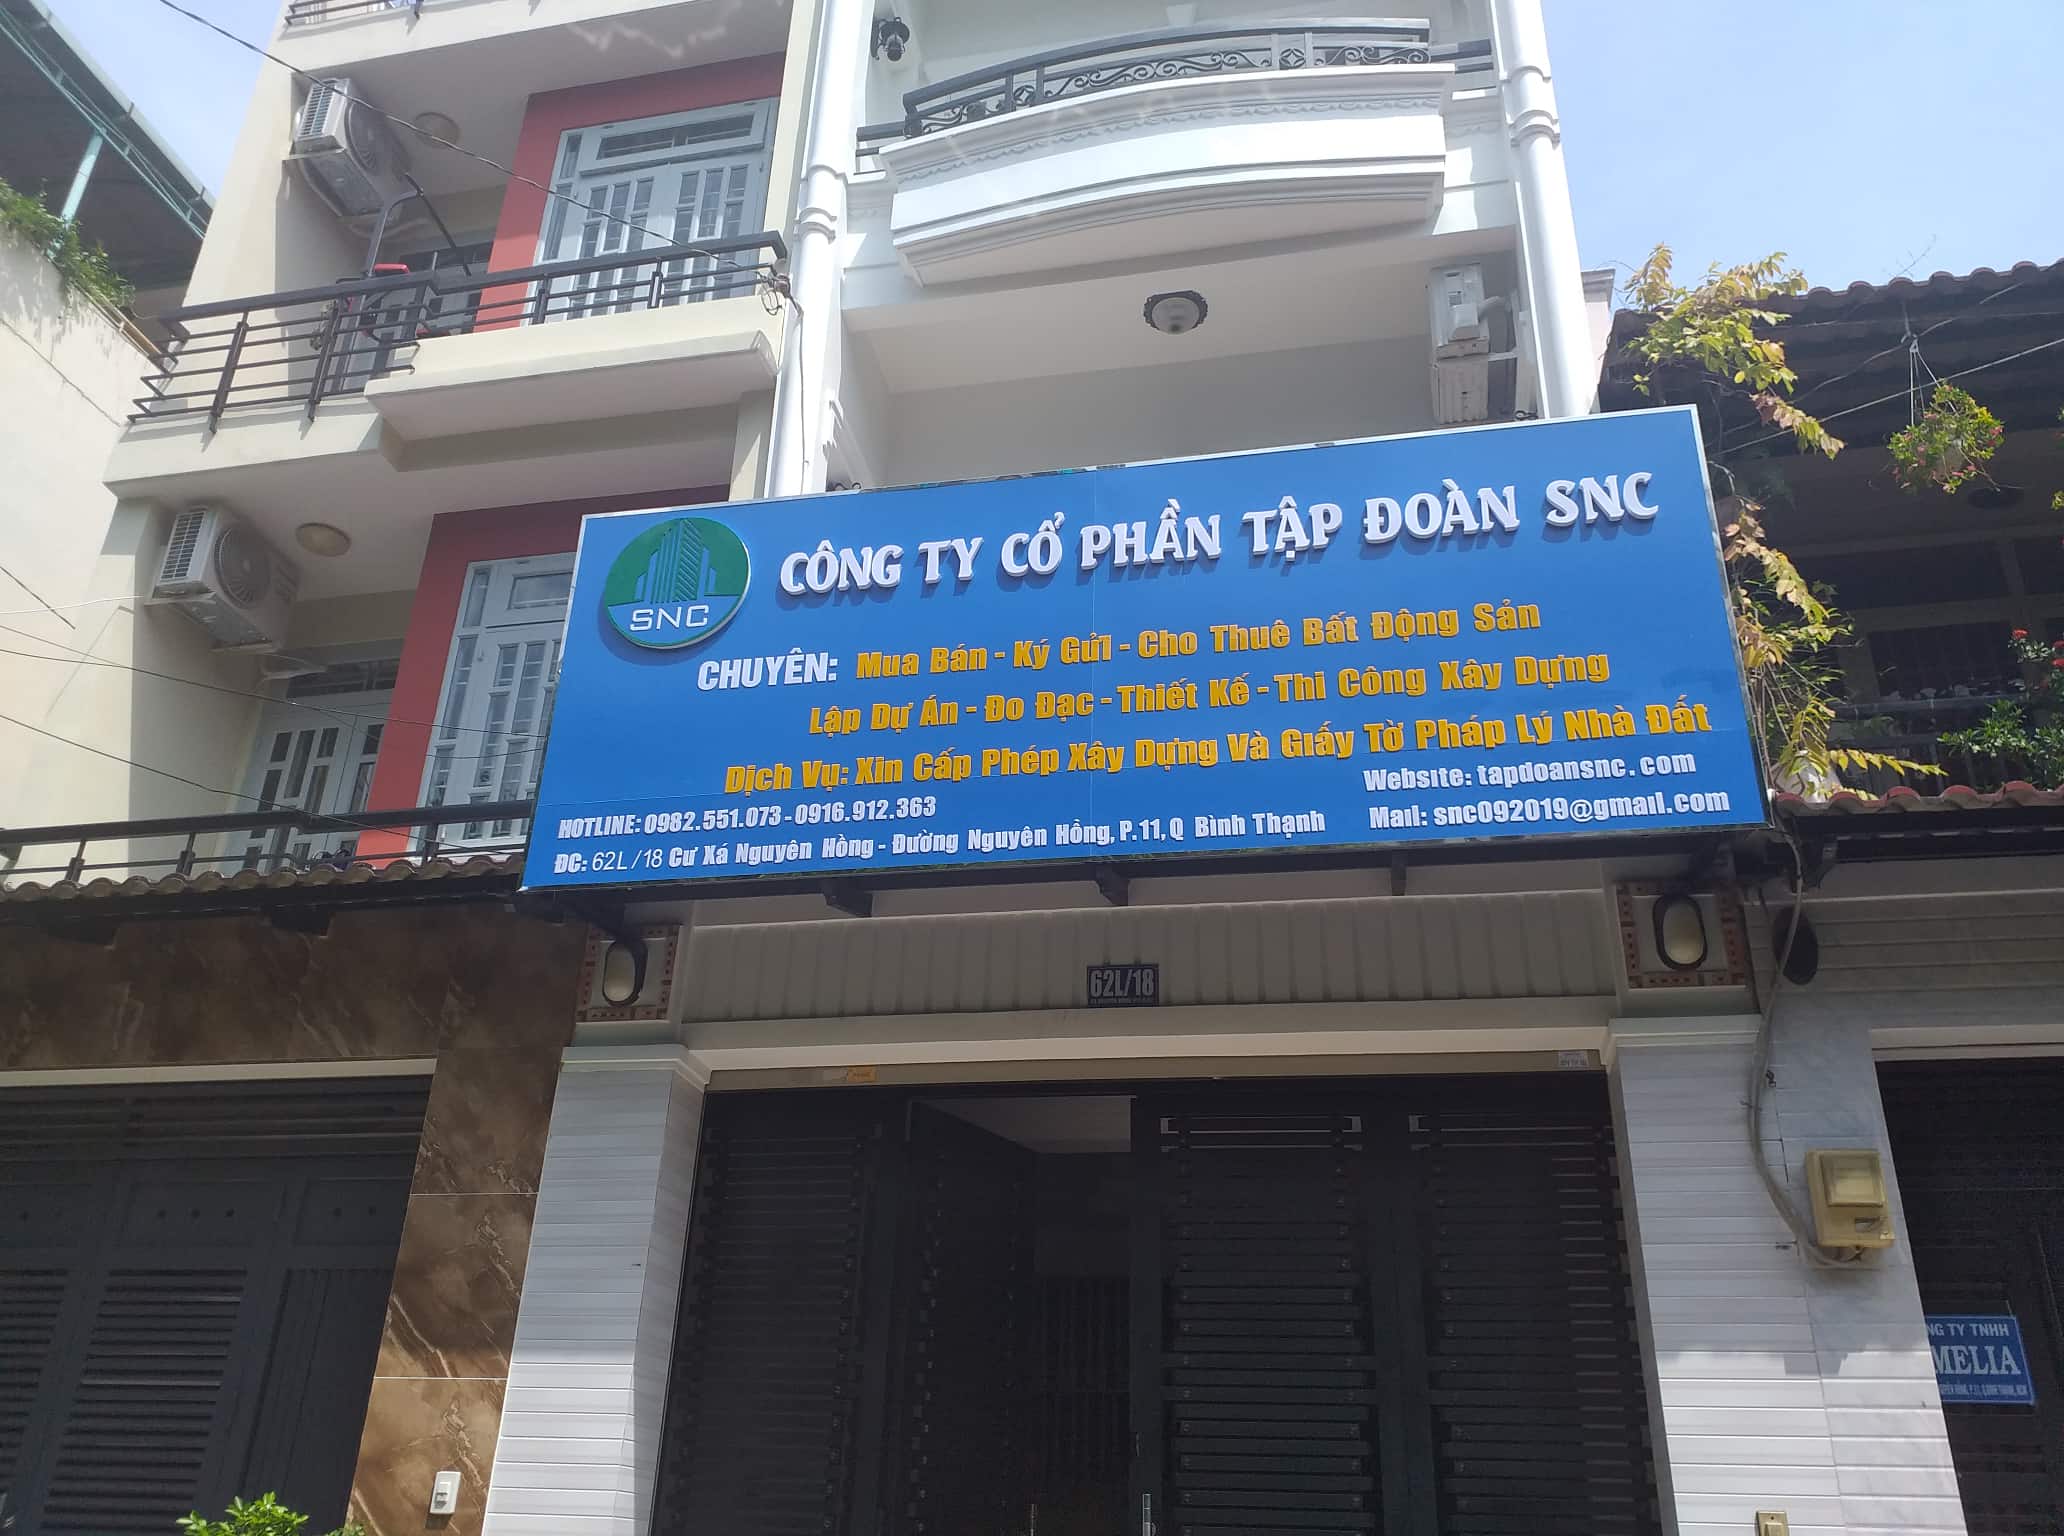 SNC
CÔNG TY CỔ PHẦN TẬP ĐOÀN SNC
CHUYÊN: Mua Bán - Ký Gửi - Cho Thuê Bất Động Sản
Lập Dự Án - Đo Đạc - Thiết Kế - Thi Công Xây Dựng
Dịch Vụ: Xin Cấp Phép Xây Dựng Và Giấy Tờ Pháp Lý Nhà Đất
HOTLINE: 0982.551.073 - 0916.912.363
Website: tapdoansnc.com
ĐC: 62L/18 Cư Xá Nguyên Hồng - Đường Nguyên Hồng, P.11, Q Bình Thạnh
Mail: snc092019@gmail.com
62L/18
NG TY TNHH
MELIA